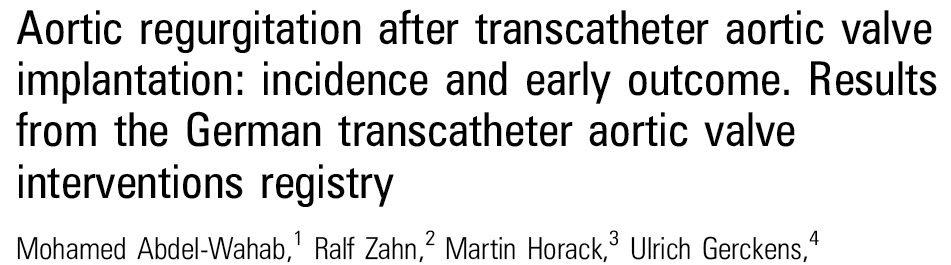 Aortic regurgitation after transcatheter aortic valve
implantation: incidence and early outcome. Results
from the German transcatheter aortic valve
interventions registry
Mohamed Abdel-Wahab,1 Ralf Zahn,2 Martin Horack,3 Ulrich Gerckens,4